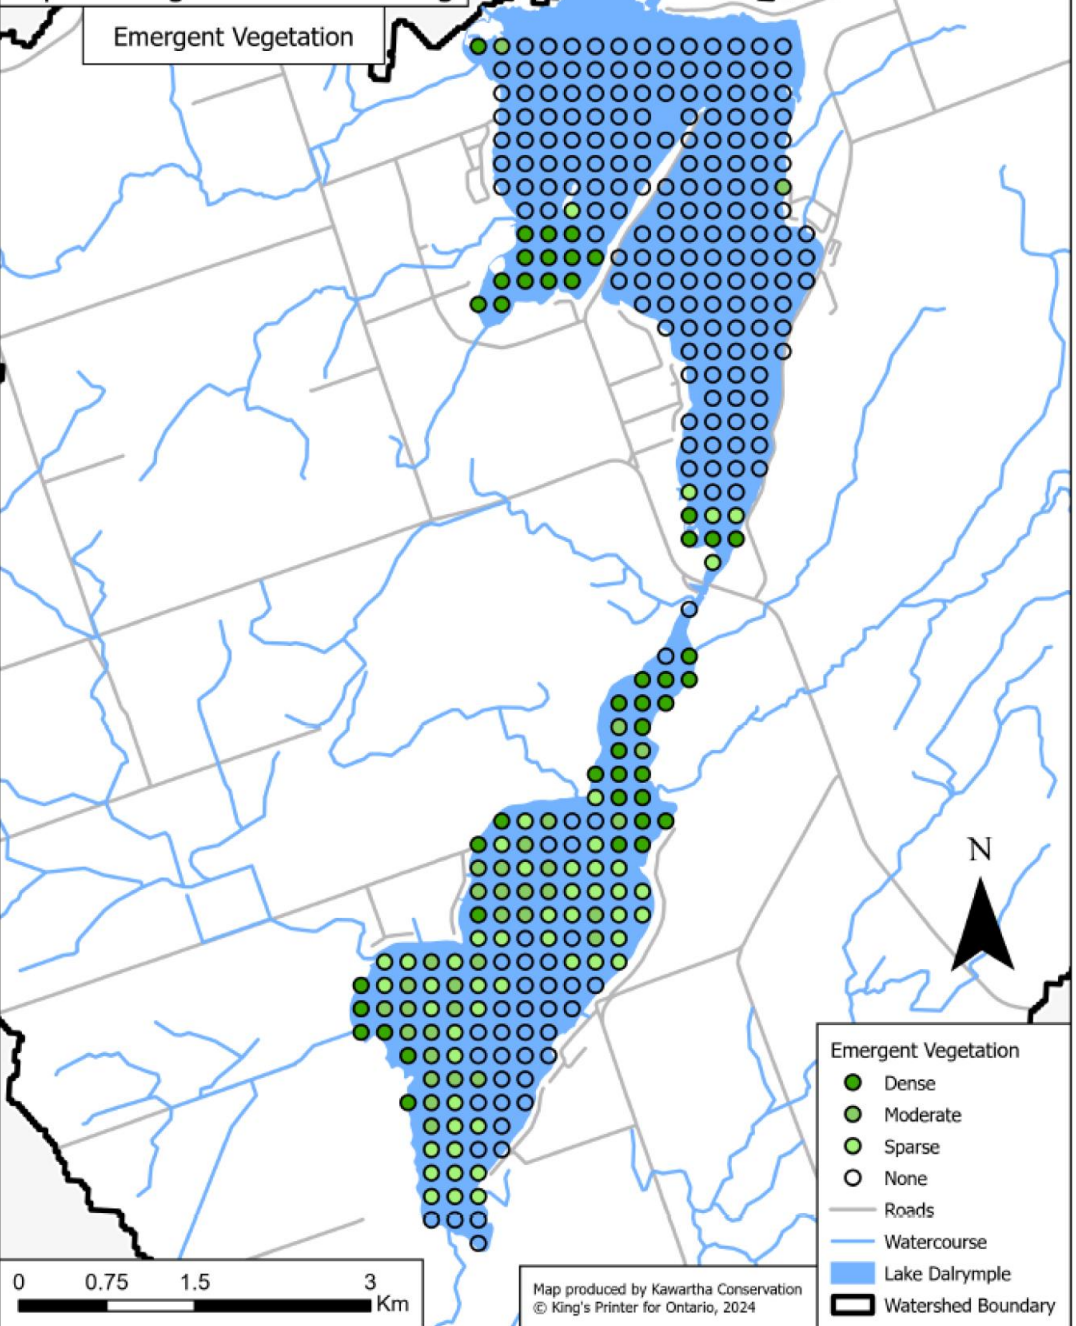 Emergent Vegetation
N
Emergent Vegetation
Dense
Moderate
Sparse
None
Roads
Watercourse
Lake Dalrymple
Watershed Boundary
0 0.75 1.5 3
Km
Map produced by Kawartha Conservation
© King's Printer for Ontario, 2024